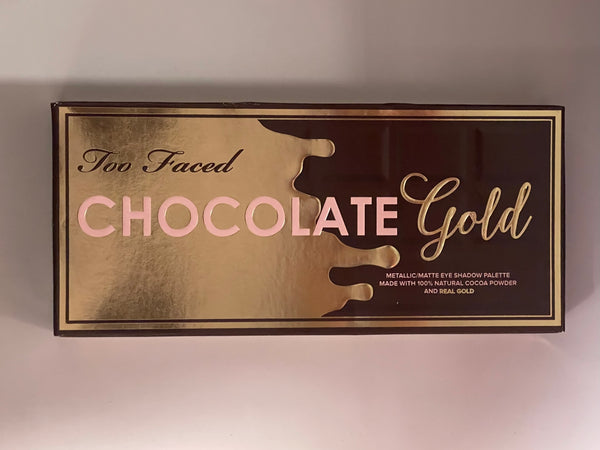 Too Faced
CHOCOLATE Gold
METALLIC/MATTE EYE SHADOW PALETTE
MADE WITH 100% NATURAL COCOA POWDER
AND REAL GOLD